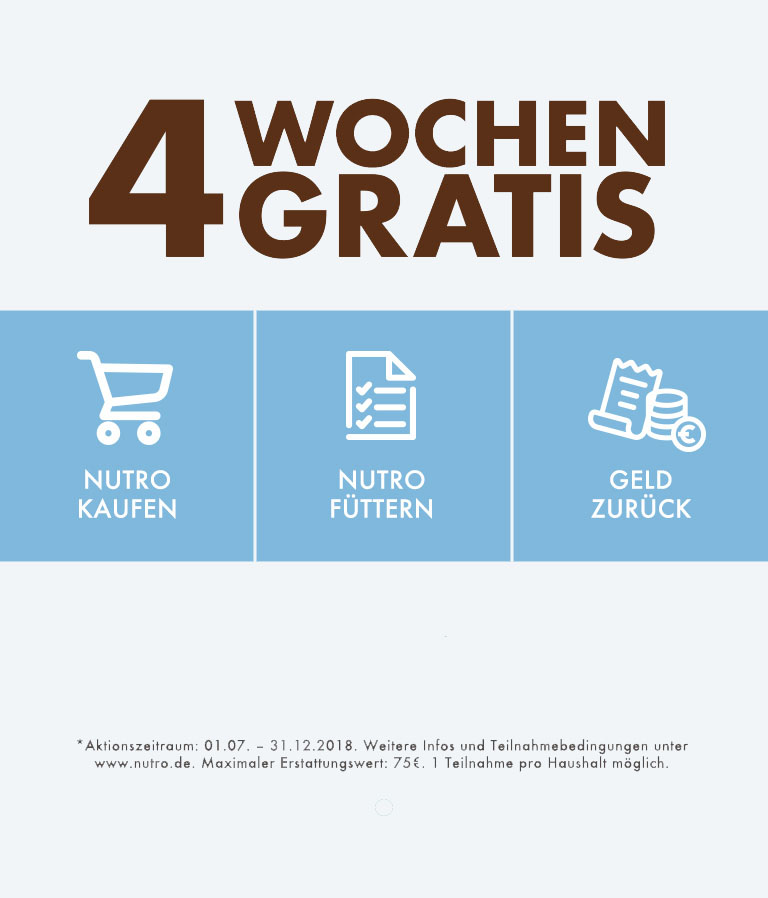 4 WOCHEN
GRATIS
NUTRO
KAUFEN
NUTRO
FÜTTERN
GELD
ZURÜCK
*Aktionszeitraum: 01.07. – 31.12.2018. Weitere Infos und Teilnahmebedingungen unter
www.nutro.de. Maximaler Erstattungswert: 75€. 1 Teilnahme pro Haushalt möglich.